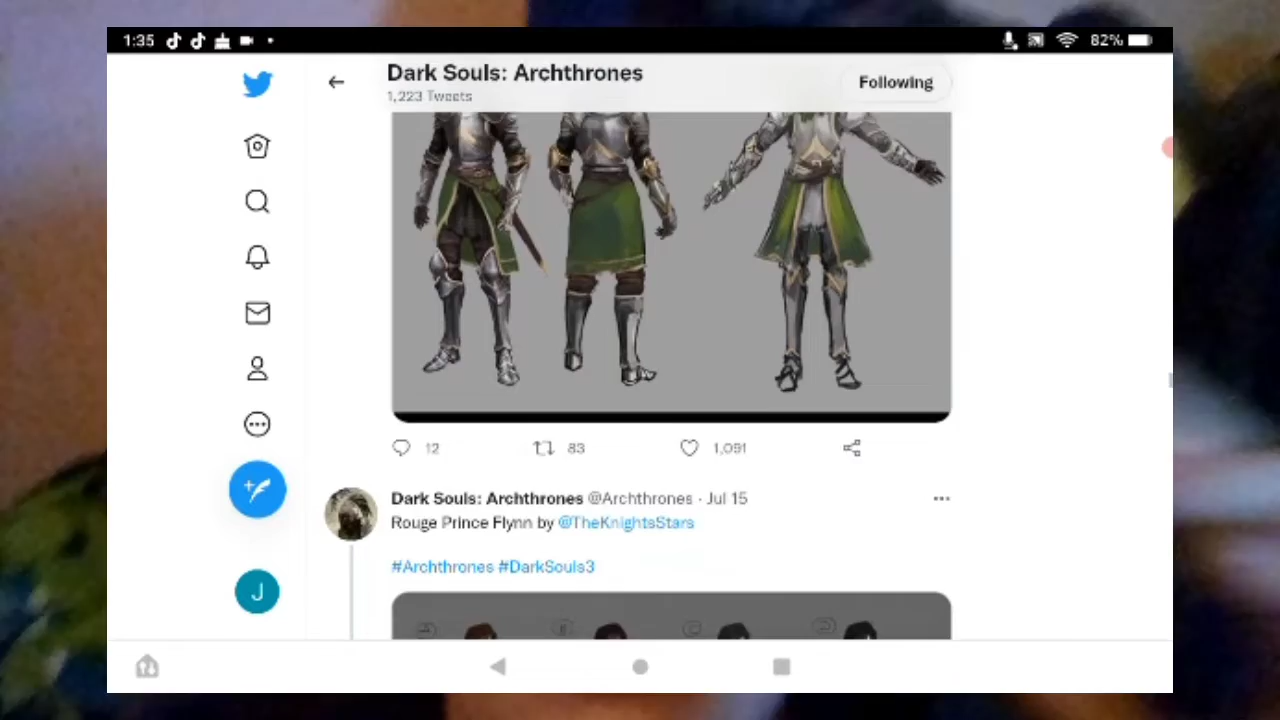 1:35
82%
Dark Souls: Archthrones
1,223 Tweets
Following
12
83
1,091
Dark Souls: Archthrones @Archthrones · Jul 15
Rouge Prince Flynn by @TheKnightsStars
#Archthrones #DarkSouls3
A B C D
J